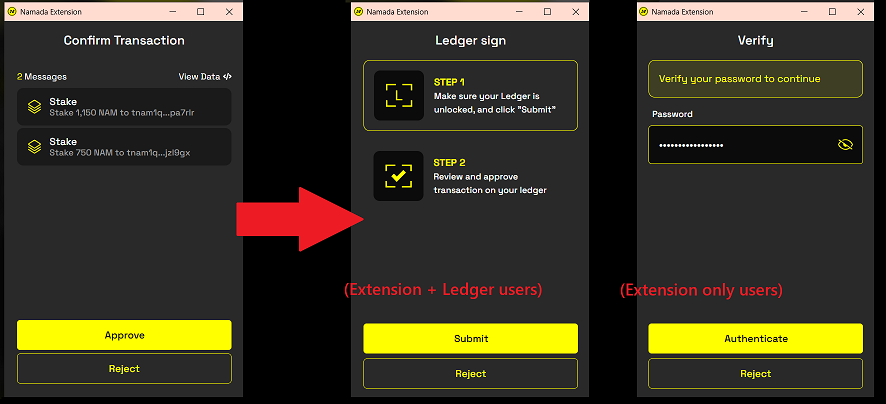 Namada Extension
Confirm Transaction
2 Messages
View Data </>
Stake
Stake 1,150 NAM to tnam1q...pa7rlr
Stake
Stake 750 NAM to tnam1q...jzl9gx
Approve
Reject
Namada Extension
Ledger sign
STEP 1
Make sure your Ledger is
unlocked, and click "Submit"
STEP 2
Review and approve
transaction on your ledger
(Extension + Ledger users)
Submit
Reject
Namada Extension
Verify
Verify your password to continue
Password
(Extension only users)
Authenticate
Reject